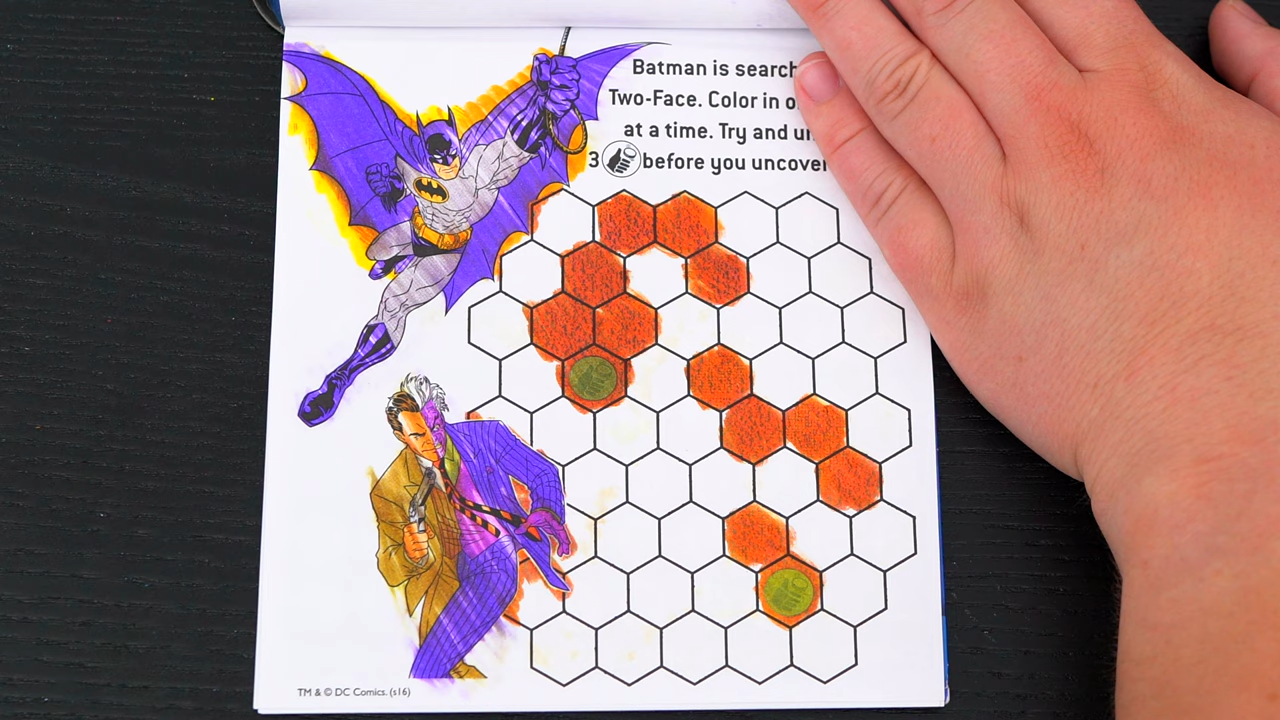 Batman is search
Two-Face. Color in o
at a time. Try and u
3 before you uncover
TM & © DC Comics. (s16)